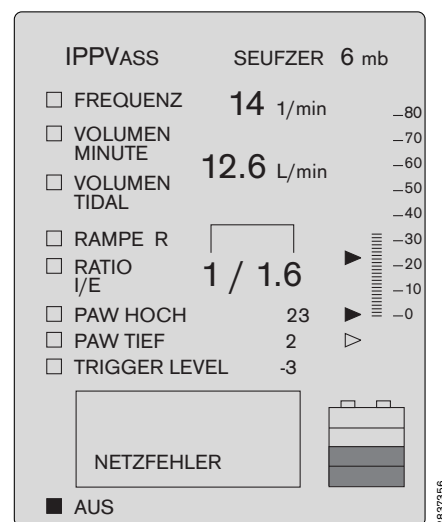 IPPVASS SEUFZER 6 mb
FREQUENZ 14 1/min
VOLUMEN
MINUTE
12.6 L/min
VOLUMEN
TIDAL
RAMPE R
RATIO
I/E
1 / 1.6
PAW HOCH 23
PAW TIEF 2
TRIGGER LEVEL -3
80
70
60
50
40
30
20
10
0
NETZFEHLER
AUS